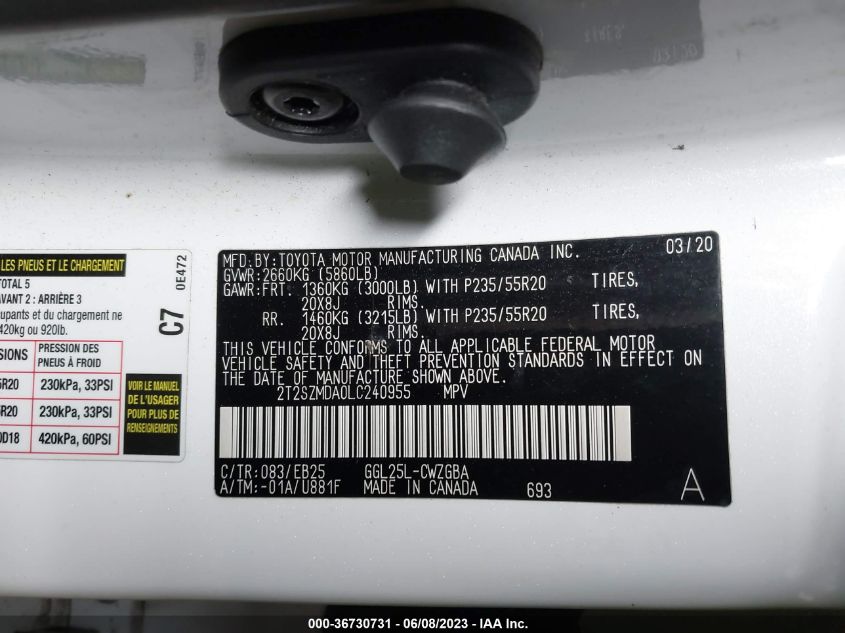 03/20
LES PNEUS ET LE CHARGEMENT
TOTAL 5
AVANT 2 : ARRIÈRE 3
cupants et du chargement ne
420kg ou 920lb.
C7
0E472
SIONS
PRESSION DES PNEUS À FROID
5R20 230kPa, 33PSI
5R20 230kPa, 33PSI
0D18 420kPa, 60PSI
VOIR LE MANUEL
DE L'USAGER
POUR PLUS DE
RENSEIGNEMENTS
MFD.BY:TOYOTA MOTOR MANUFACTURING CANADA INC. 03/20
GVWR:2660KG (5860LB)
GAWR:FRT. 1360KG (3000LB) WITH P235/55R20 TIRES,
20X8J RIMS.
RR. 1460KG (3215LB) WITH P235/55R20 TIRES,
20X8J RIMS.
THIS VEHICLE CONFORMS TO ALL APPLICABLE FEDERAL MOTOR
VEHICLE SAFETY AND THEFT PREVENTION STANDARDS IN EFFECT ON
THE DATE OF MANUFACTURE SHOWN ABOVE.
2T2SZMDA0LC240955 MPV
C/TR:083/EB25 GGL25L-CWZGBA
A/TM:-01A/U881F MADE IN CANADA 693 A
000-36730731 - 06/08/2023 - IAA Inc.